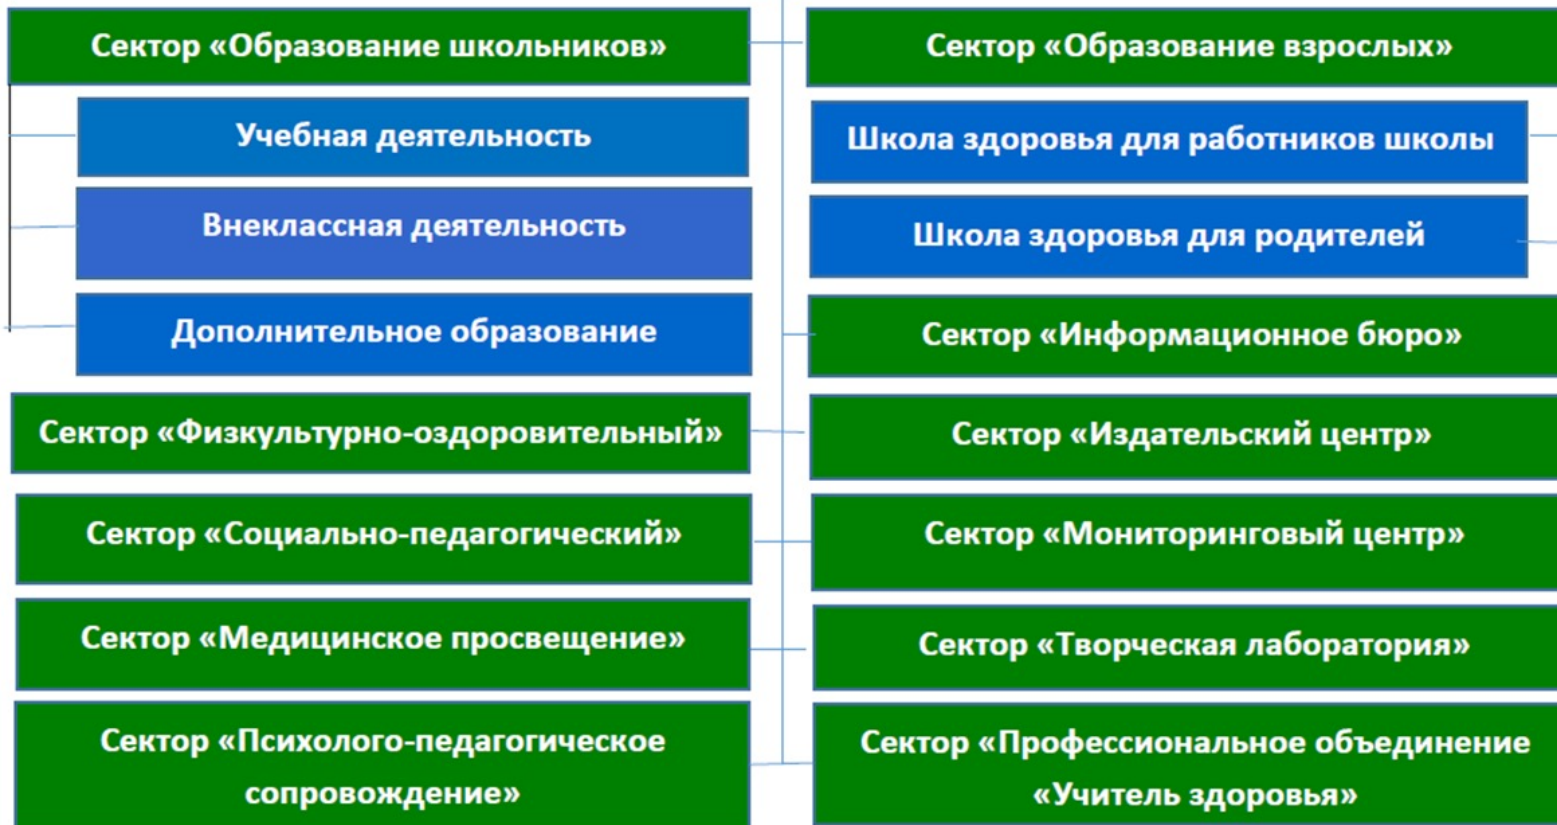 Сектор «Образование школьников»
Учебная деятельность
Внеклассная деятельность
Дополнительное образование
Сектор «Физкультурно-оздоровительный»
Сектор «Социально-педагогический»
Сектор «Медицинское просвещение»
Сектор «Психолого-педагогическое
сопровождение»
Сектор «Образование взрослых»
Школа здоровья для работников школы
Школа здоровья для родителей
Сектор «Информационное бюро»
Сектор «Издательский центр»
Сектор «Мониторинговый центр»
Сектор «Творческая лаборатория»
Сектор «Профессиональное объединение
«Учитель здоровья»